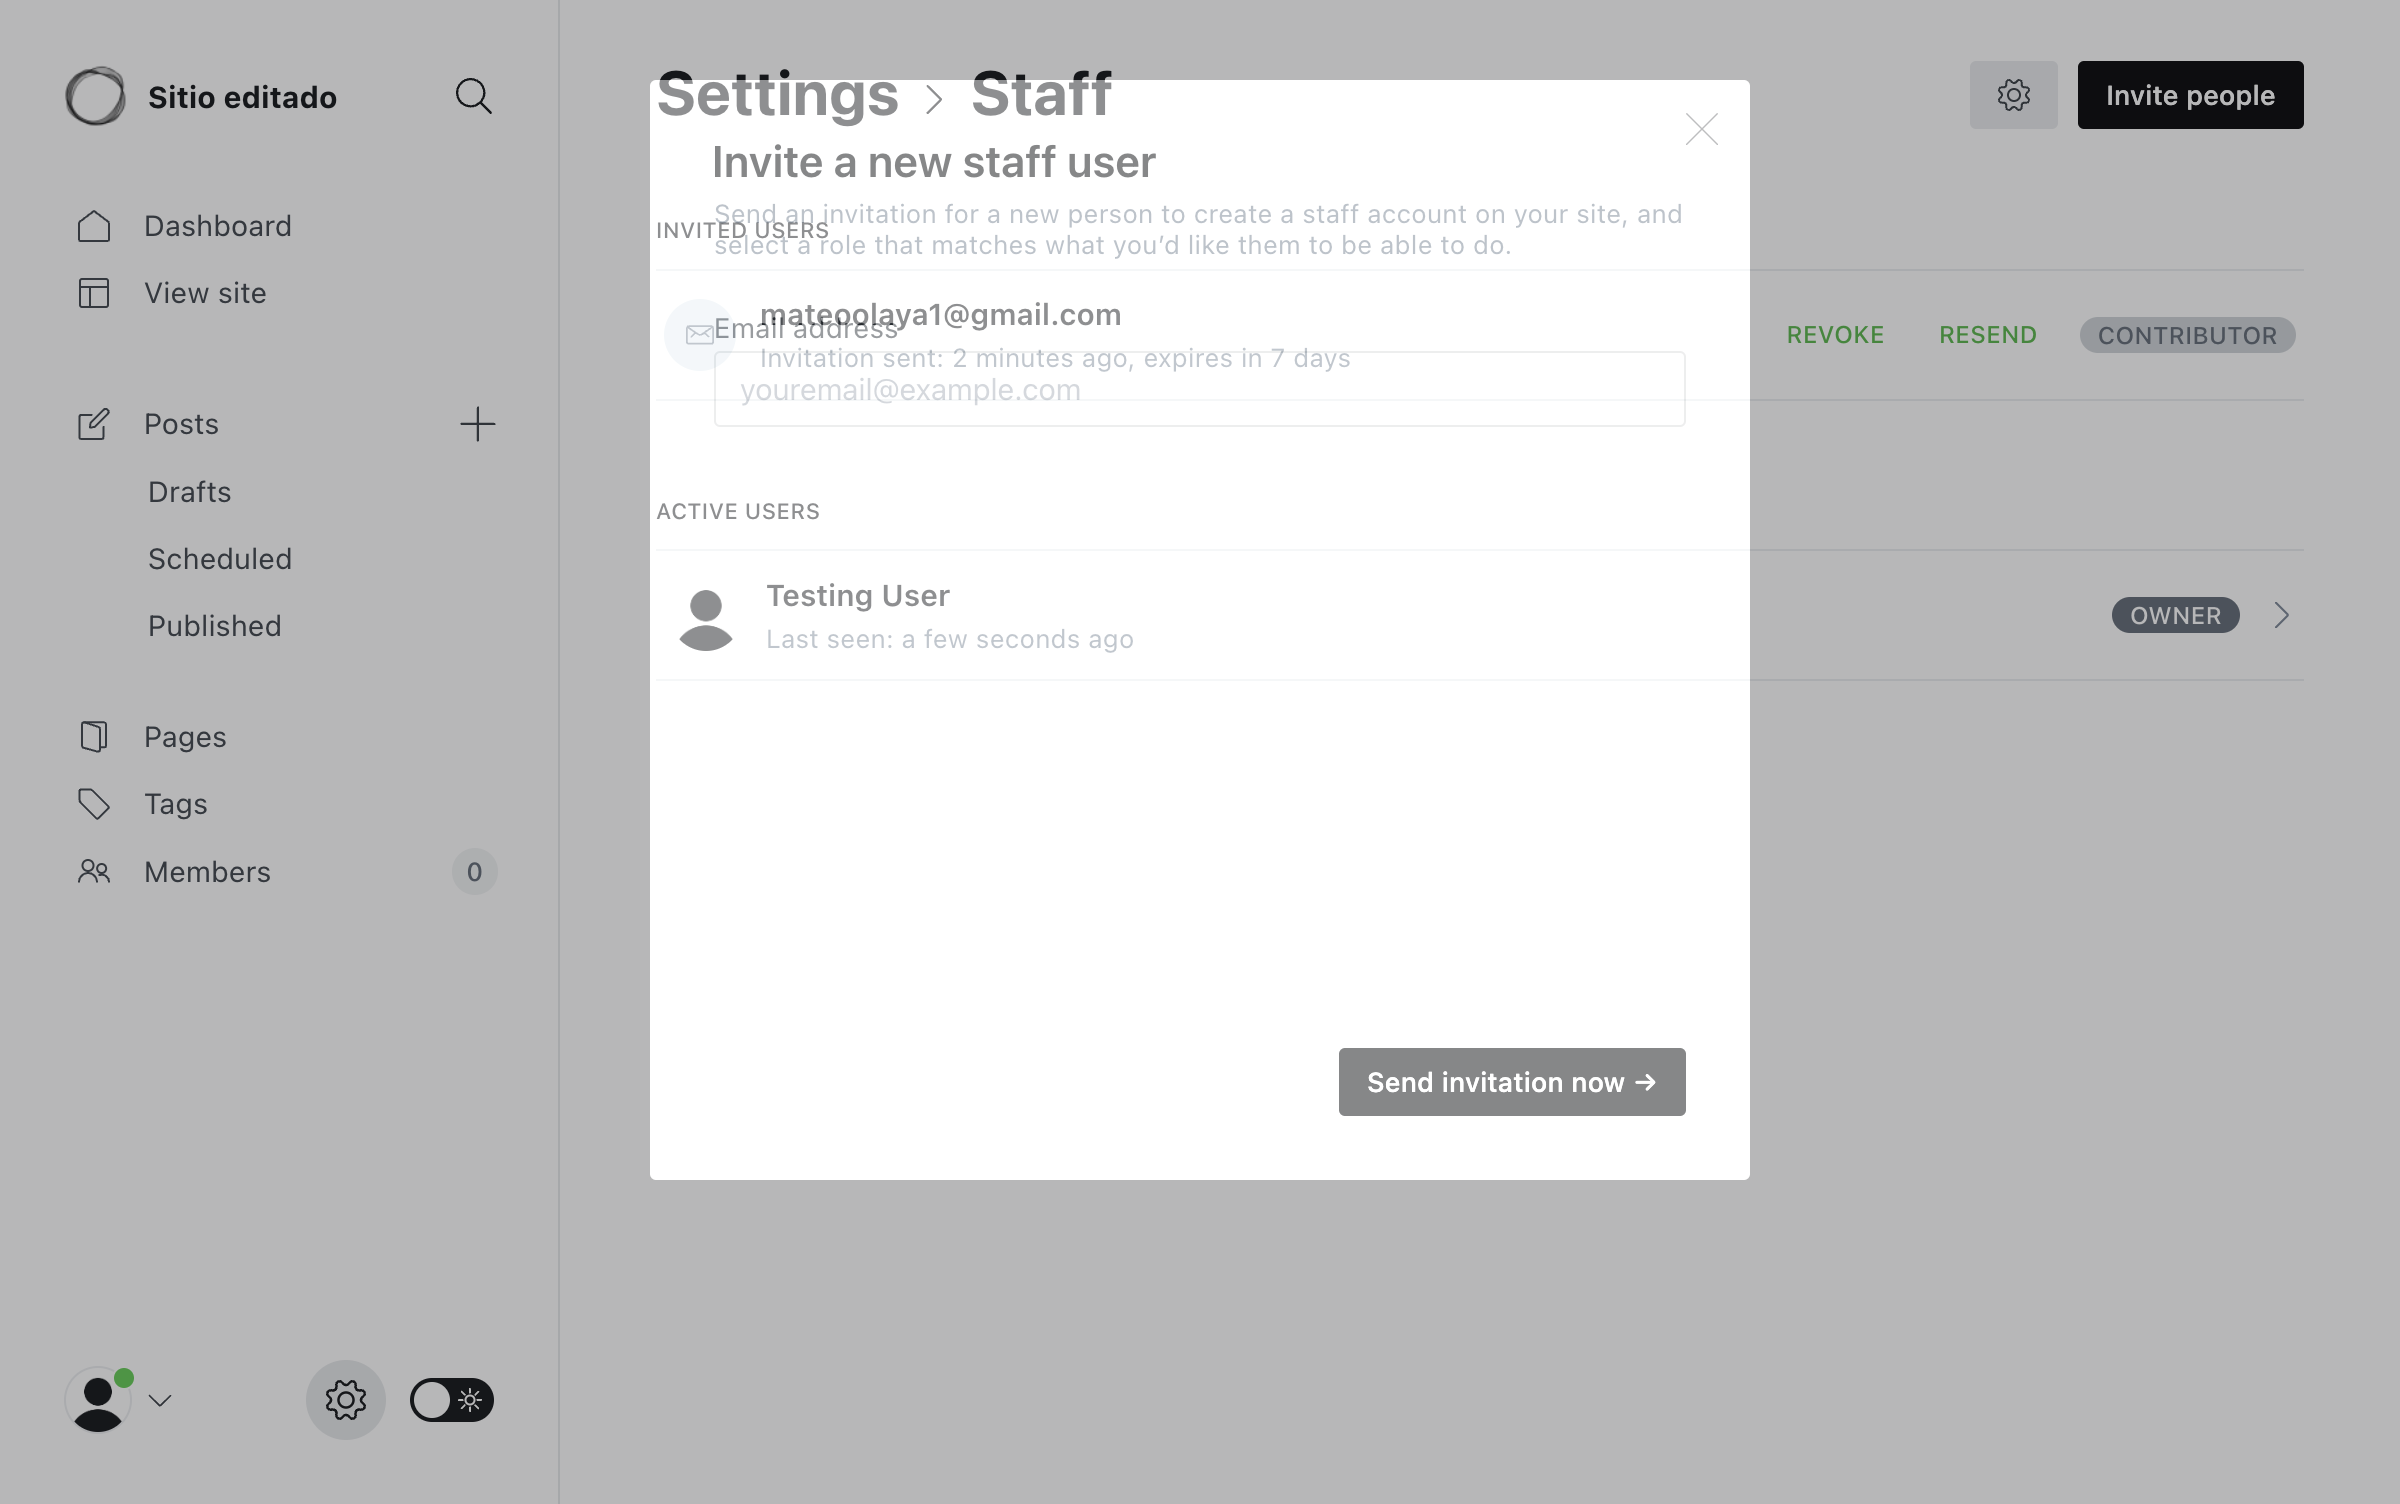 Sitio editado
Dashboard
View site
Posts
Drafts
Scheduled
Published
Pages
Tags
Members
0
Settings > Staff
Invite people
Invite a new staff user
Send an invitation for a new person to create a staff account on your site, and
select a role that matches what you’d like them to be able to do.
INVITED USERS
mateoolaya1@gmail.com
Invitation sent: 2 minutes ago, expires in 7 days
REVOKE
RESEND
CONTRIBUTOR
Email address
youremail@example.com
ACTIVE USERS
Testing User
Last seen: a few seconds ago
OWNER
Send invitation now →